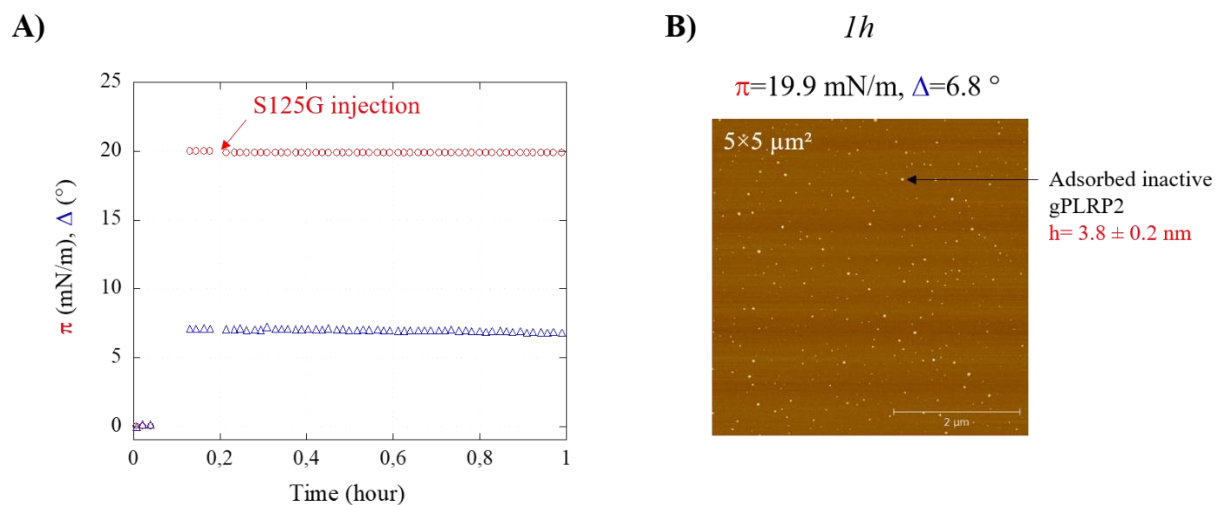 A)
25
20
15
10
5
0
π (mN/m), Δ (°)
S125G injection
0
0,2
0,4
0,6
0,8
1
Time (hour)
B)
1h
π=19.9 mN/m, Δ=6.8 °
5×5 µm²
2 µm
Adsorbed inactive
gPLRP2
h= 3.8 ± 0.2 nm